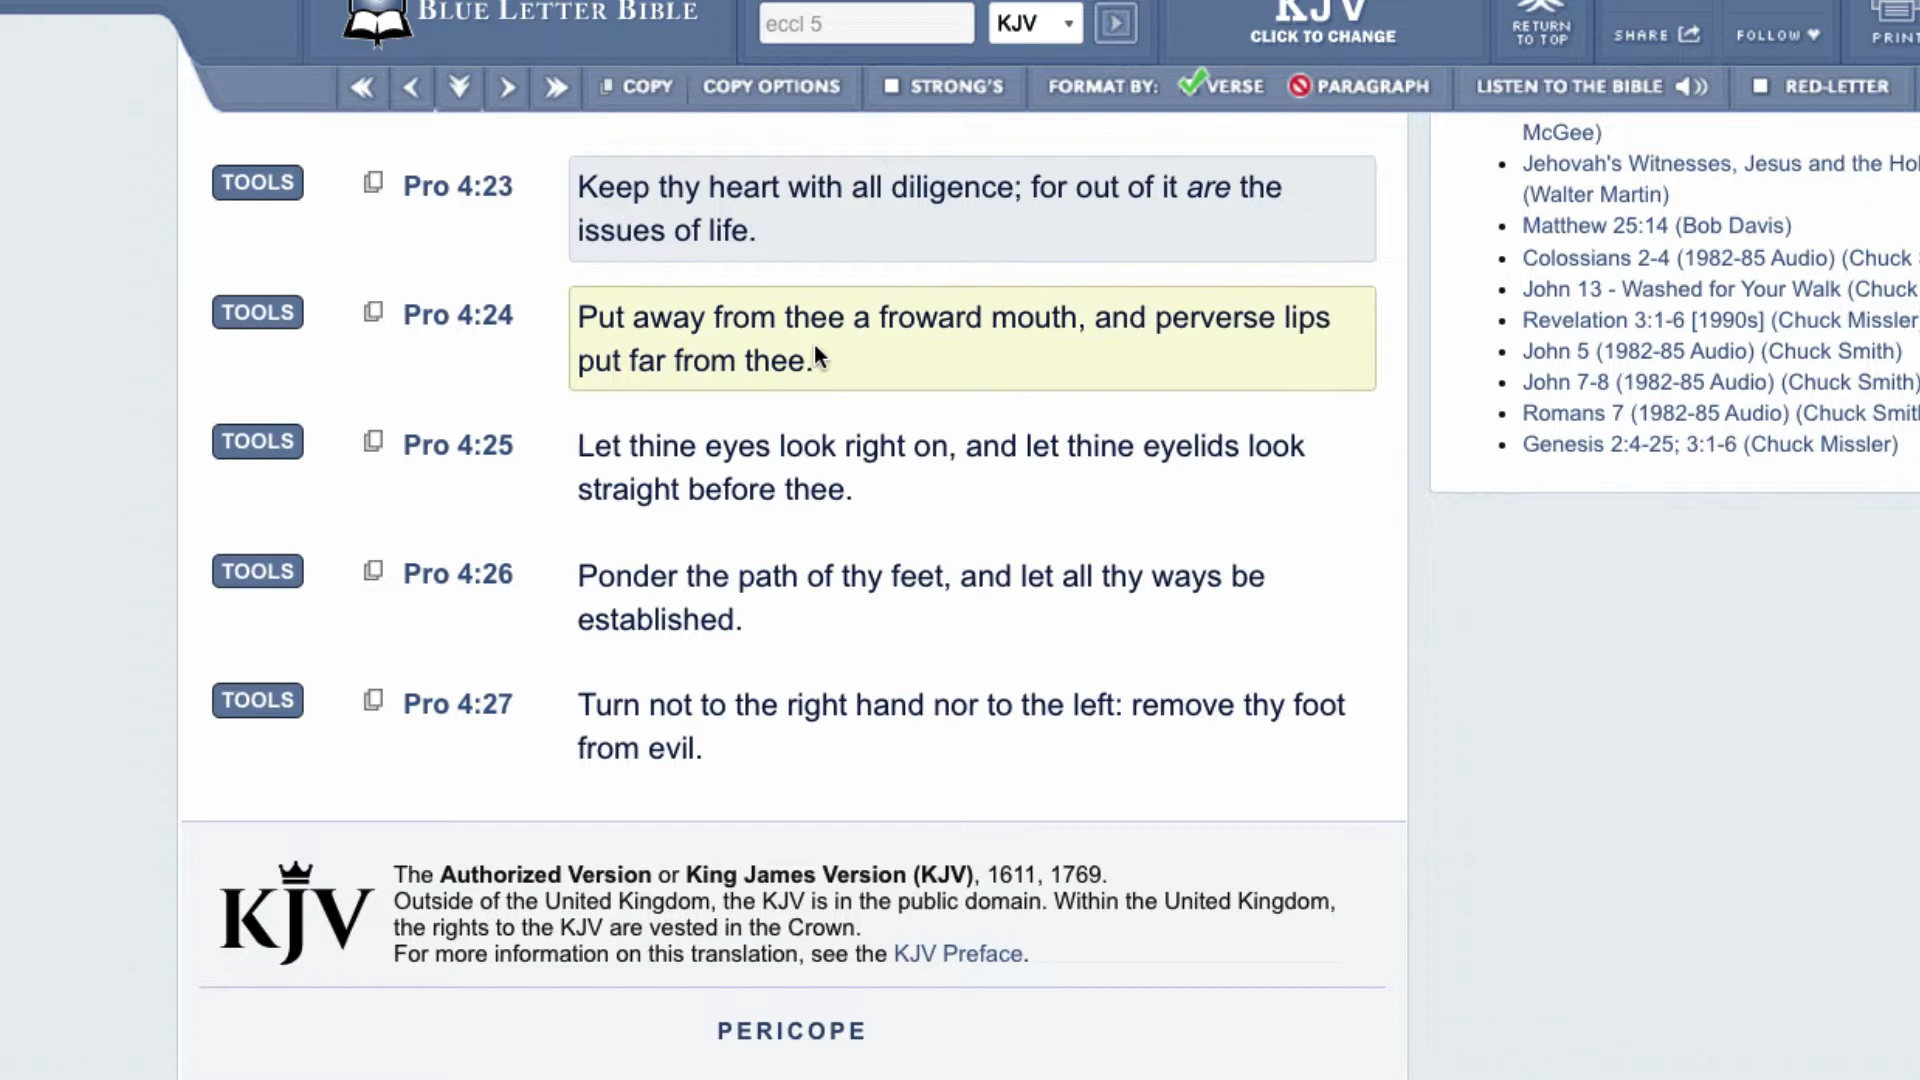 BLUE LETTER BIBLE
eccl 5
KJV
KJV
CLICK TO CHANGE
RETURN
TO TOP
SHARE
FOLLOW
PRINT
COPY
COPY OPTIONS
STRONG'S
FORMAT BY:
VERSE
PARAGRAPH
LISTEN TO THE BIBLE
RED-LETTER
TOOLS
Pro 4:23
Keep thy heart with all diligence; for out of it are the
issues of life.
TOOLS
Pro 4:24
Put away from thee a froward mouth, and perverse lips
put far from thee.
TOOLS
Pro 4:25
Let thine eyes look right on, and let thine eyelids look
straight before thee.
TOOLS
Pro 4:26
Ponder the path of thy feet, and let all thy ways be
established.
TOOLS
Pro 4:27
Turn not to the right hand nor to the left: remove thy foot
from evil.
McGee)
Jehovah's Witnesses, Jesus and the Hol
(Walter Martin)
Matthew 25:14 (Bob Davis)
Colossians 2-4 (1982-85 Audio) (Chuck
John 13 - Washed for Your Walk (Chuck
Revelation 3:1-6 [1990s] (Chuck Missler
John 5 (1982-85 Audio) (Chuck Smith)
John 7-8 (1982-85 Audio) (Chuck Smith)
Romans 7 (1982-85 Audio) (Chuck Smit
Genesis 2:4-25; 3:1-6 (Chuck Missler)
KJV
The Authorized Version or King James Version (KJV), 1611, 1769.
Outside of the United Kingdom, the KJV is in the public domain. Within the United Kingdom,
the rights to the KJV are vested in the Crown.
For more information on this translation, see the KJV Preface.
PERICOPE